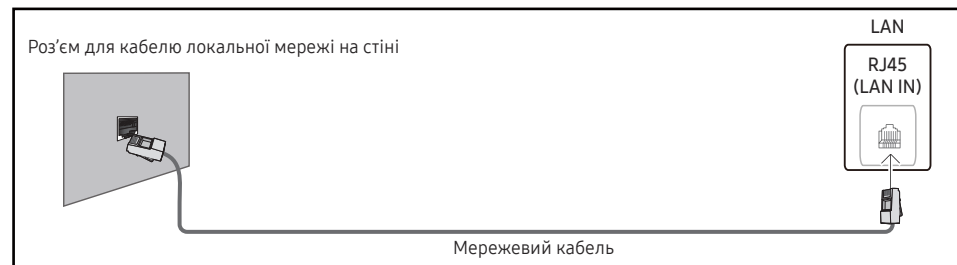 LAN
Роз’єм для кабелю локальної мережі на стіні
RJ45
(LAN IN)
Мережевий кабель